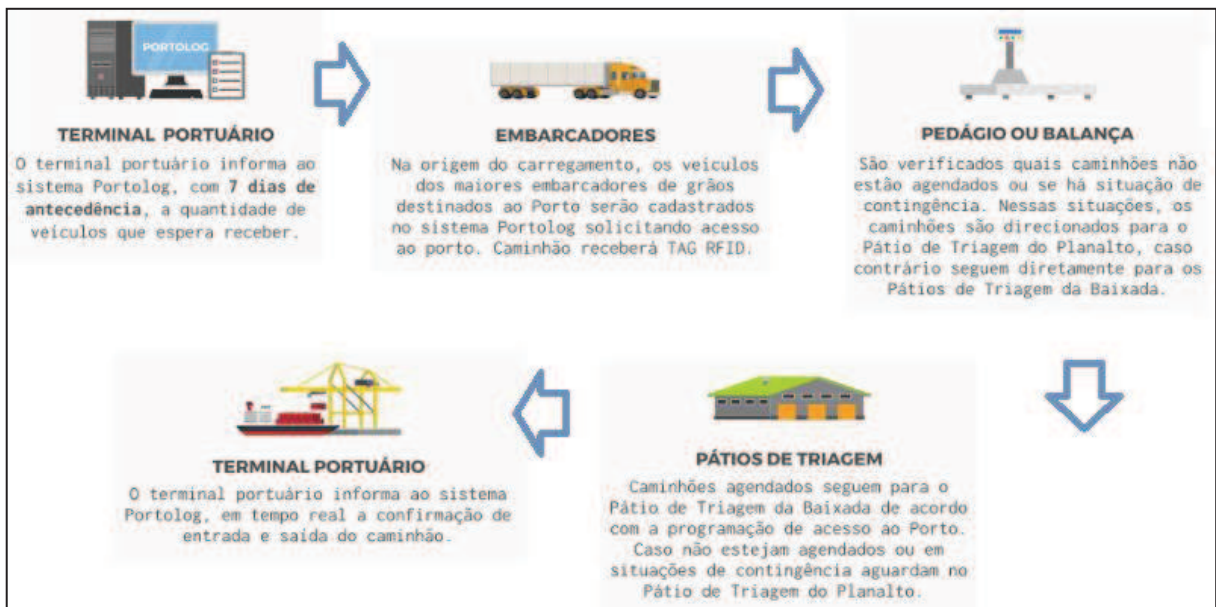 PORTOLOG
TERMINAL PORTUÁRIO
O terminal portuário informa ao
sistema Portolog, com 7 dias de
antecedência, a quantidade de
veículos que espera receber.
EMBARCADORES
Na origem do carregamento, os veículos
dos maiores embarcadores de grãos
destinados ao Porto serão cadastrados
no sistema Portolog solicitando acesso
ao porto. Caminhão receberá TAG RFID.
PEDÁGIO OU BALANÇA
São verificados quais caminhões não
estão agendados ou se há situação de
contingência. Nessas situações, os
caminhões são direcionados para o
Pátio de Triagem do Planalto, caso
contrário seguem diretamente para os
Pátios de Triagem da Baixada.
TERMINAL PORTUÁRIO
O terminal portuário informa ao sistema
Portolog, em tempo real a confirmação de
entrada e saída do caminhão.
PÁTIOS DE TRIAGEM
Caminhões agendados seguem para o
Pátio de Triagem da Baixada de acordo
com a programação de acesso ao Porto.
Caso não estejam agendados ou em
situações de contingência aguardam no
Pátio de Triagem do Planalto.